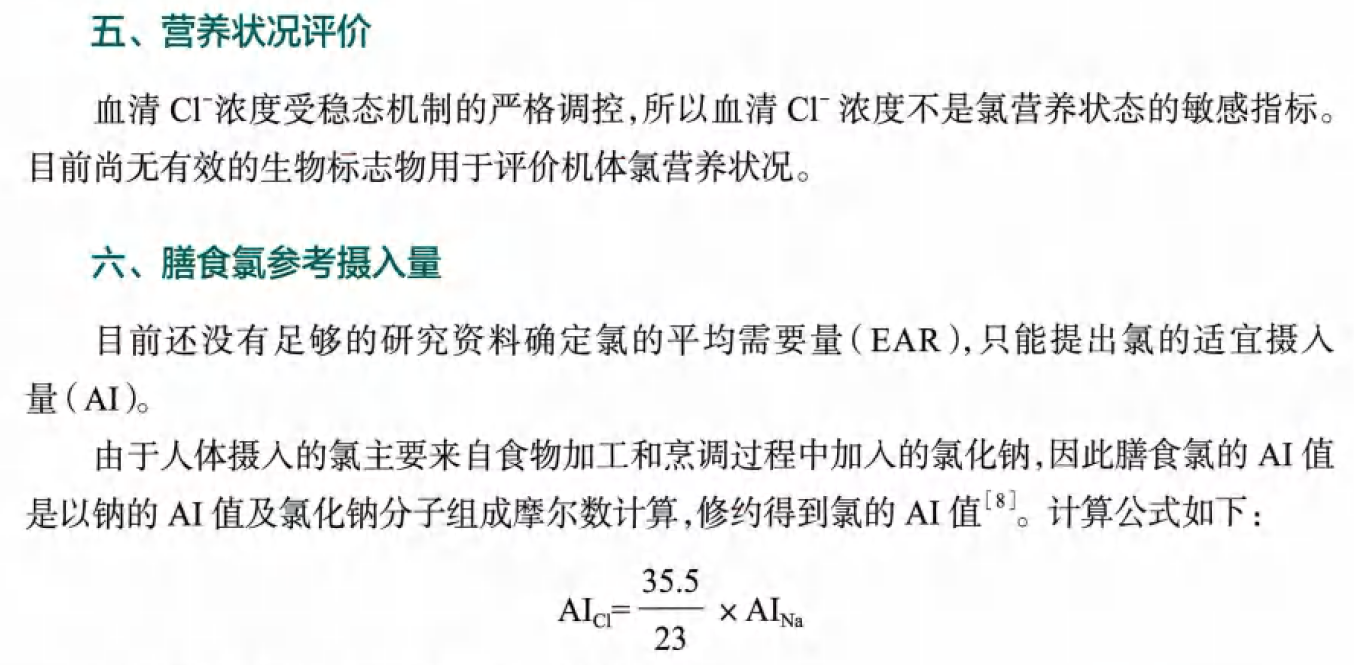 五、营养状况评价
血清 Cl⁻浓度受稳态机制的严格调控,所以血清 Cl⁻ 浓度不是氯营养状态的敏感指标。
目前尚无有效的生物标志物用于评价机体氯营养状况。
六、膳食氯参考摄入量
目前还没有足够的研究资料确定氯的平均需要量(EAR),只能提出氯的适宜摄入
量(AI)。
由于人体摄入的氯主要来自食物加工和烹调过程中加入的氯化钠,因此膳食氯的 AI 值
是以钠的 AI 值及氯化钠分子组成摩尔数计算,修约得到氯的 AI 值[8]。计算公式如下:
AI_Cl = 35.5/23 × AI_Na